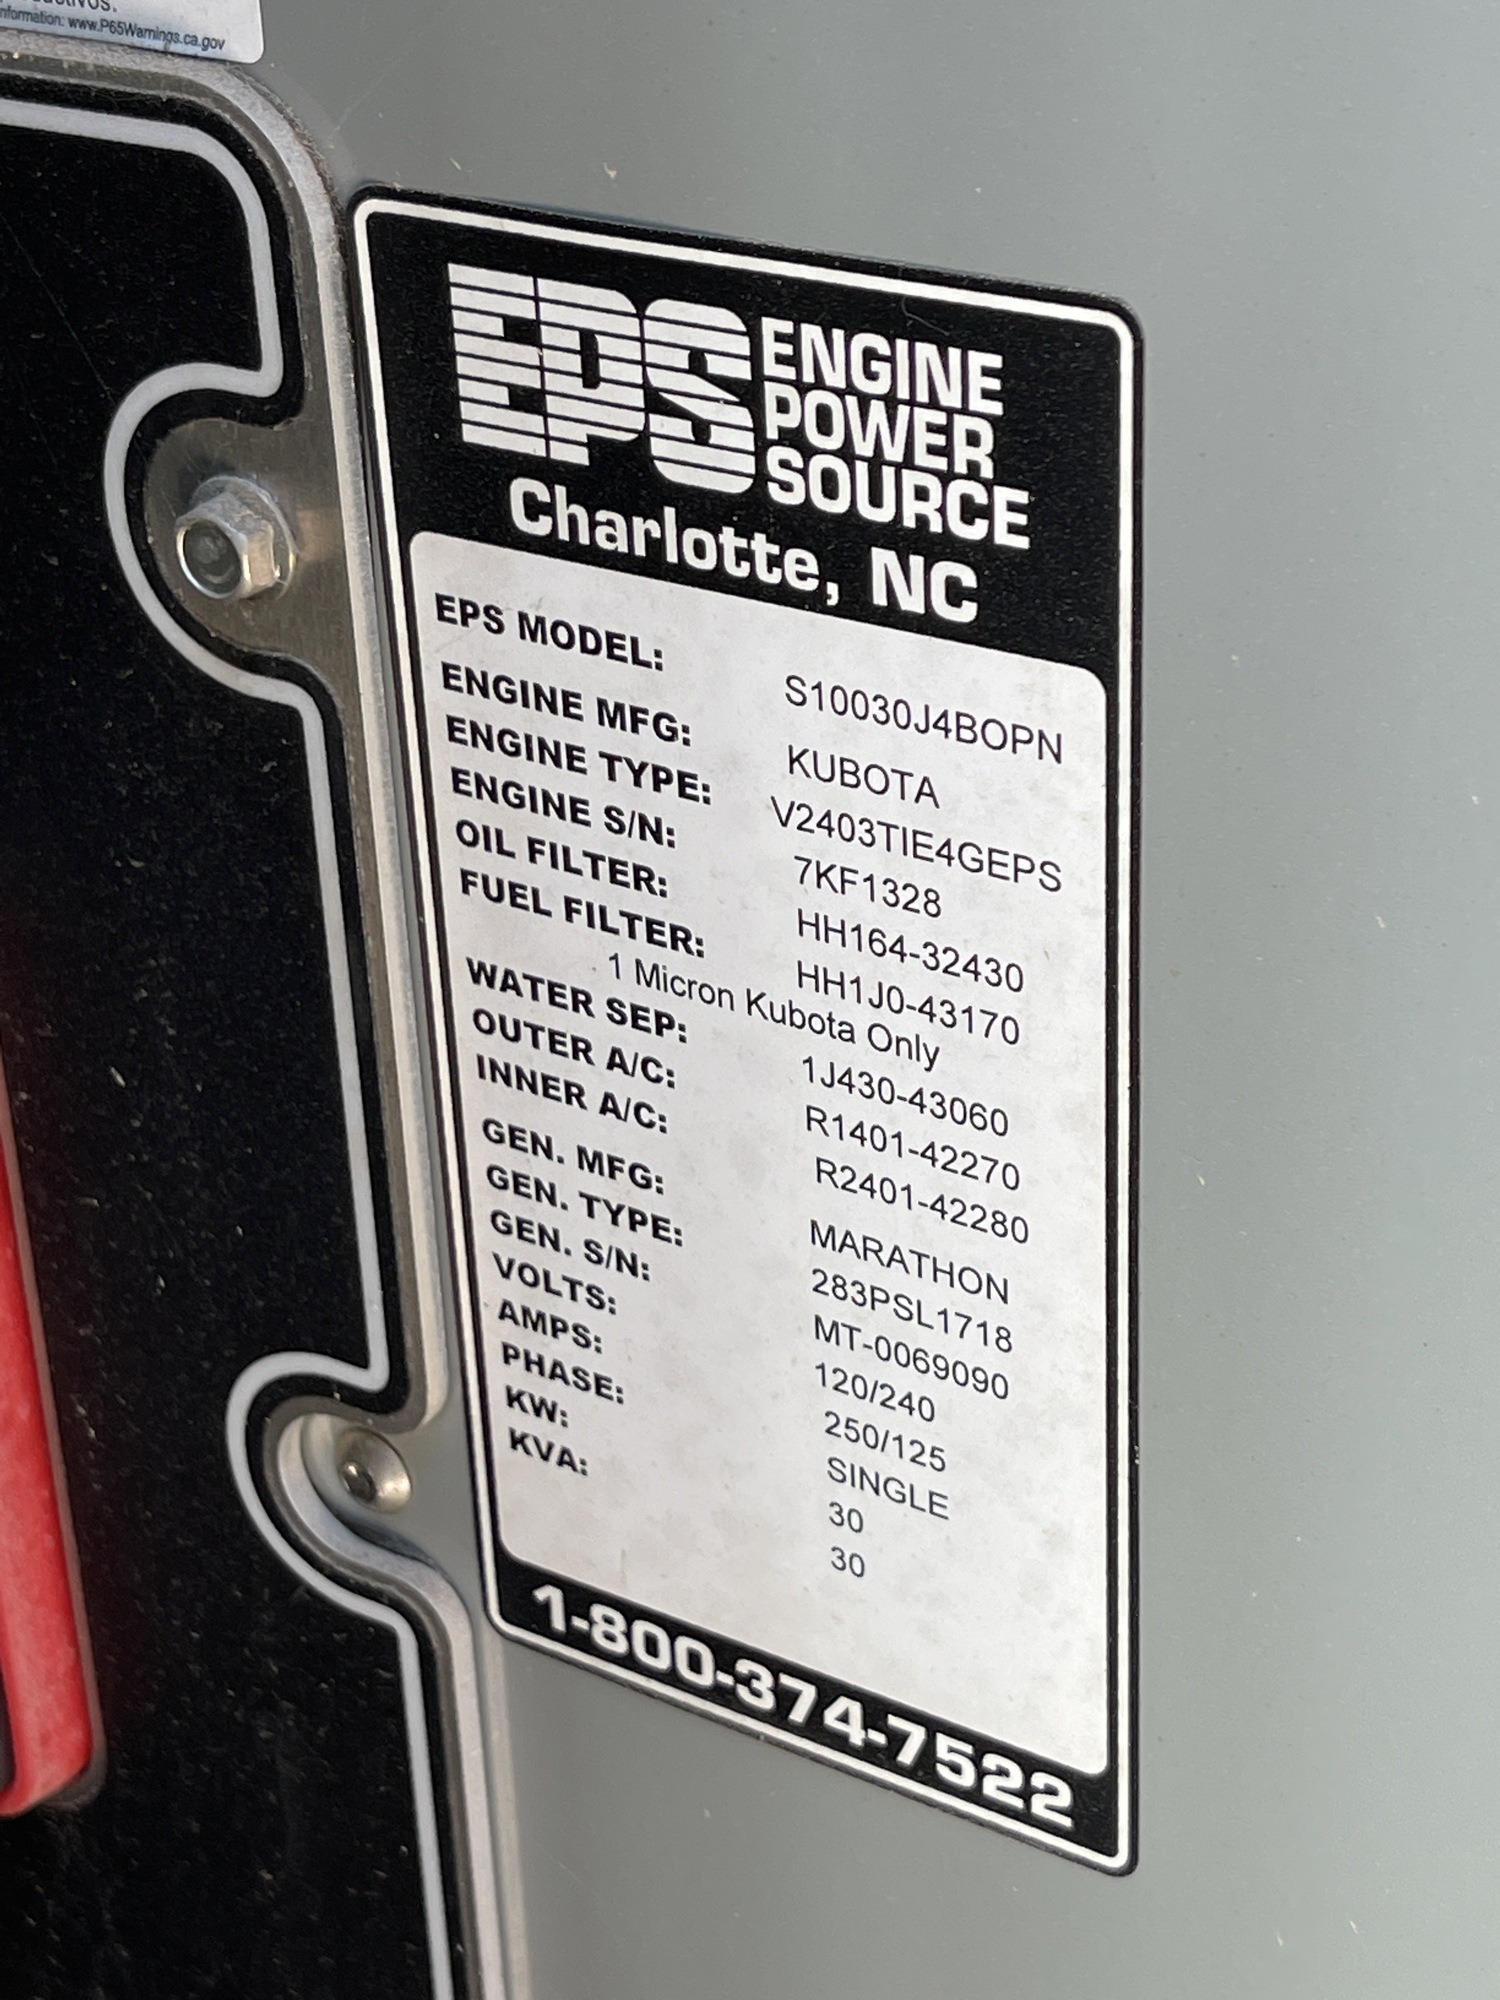 information: www.P65Warnings.ca.gov
EPS ENGINE
POWER
SOURCE
Charlotte, NC
EPS MODEL: S10030J4BOPN
ENGINE MFG: KUBOTA
ENGINE TYPE: V2403TIE4GEPS
ENGINE S/N: 7KF1328
OIL FILTER: HH164-32430
FUEL FILTER: HH1J0-43170
1 Micron Kubota Only
WATER SEP: 1J430-43060
OUTER A/C: R1401-42270
INNER A/C: R2401-42280
GEN. MFG: MARATHON
GEN. TYPE: 283PSL1718
GEN. S/N: MT-0069090
VOLTS: 120/240
AMPS: 250/125
PHASE: SINGLE
KW: 30
KVA: 30
1-800-374-7522